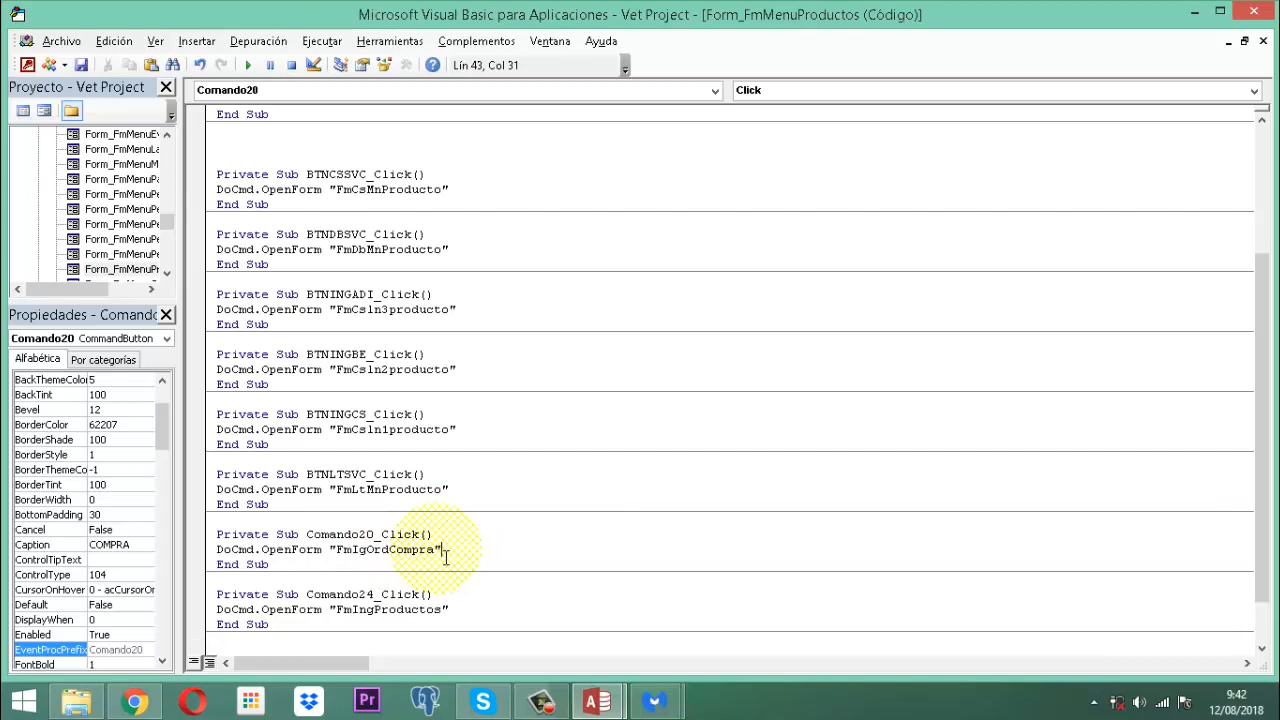 Microsoft Visual Basic para Aplicaciones - Vet Project - [Form_FmMenuProductos (Código)]
Archivo Edición Ver Insertar Depuración Ejecutar Herramientas Complementos Ventana Ayuda
Lín 43, Col 31
Proyecto - Vet Project
Form_FmMenuEv
Form_FmMenuLa
Form_FmMenuM
Form_FmMenuPa
Form_FmMenuPe
Form_FmMenuPe
Form_FmMenuPe
Form_FmMenuPe
Form_FmMenuPe
Form_FmMenuPr
Propiedades - Comando
Comando20 CommandButton
Alfabética Por categorías
BackThemeColor 5
BackTint 100
Bevel 12
BorderColor 62207
BorderShade 100
BorderStyle 1
BorderThemeCo -1
BorderTint 100
BorderWidth 0
BottomPadding 30
Cancel False
Caption COMPRA
ControlTipText
ControlType 104
CursorOnHover 0 - acCursorOn
Default False
DisplayWhen 0
Enabled True
EventProcPrefix Comando20
FontBold 1
Comando20 Click
End Sub
Private Sub BTNCSSVC_Click()
DoCmd.OpenForm "FmCsMnProducto"
End Sub
Private Sub BTNDBSVC_Click()
DoCmd.OpenForm "FmDbMnProducto"
End Sub
Private Sub BTNINGADI_Click()
DoCmd.OpenForm "FmCsln3producto"
End Sub
Private Sub BTNINGBE_Click()
DoCmd.OpenForm "FmCsln2producto"
End Sub
Private Sub BTNINGCS_Click()
DoCmd.OpenForm "FmCsln1producto"
End Sub
Private Sub BTNLTSVC_Click()
DoCmd.OpenForm "FmLtMnProducto"
End Sub
Private Sub Comando20_Click()
DoCmd.OpenForm "FmIgOrdCompra"
End Sub
Private Sub Comando24_Click()
DoCmd.OpenForm "FmIngProductos"
End Sub
Pr
9:42
12/08/2018